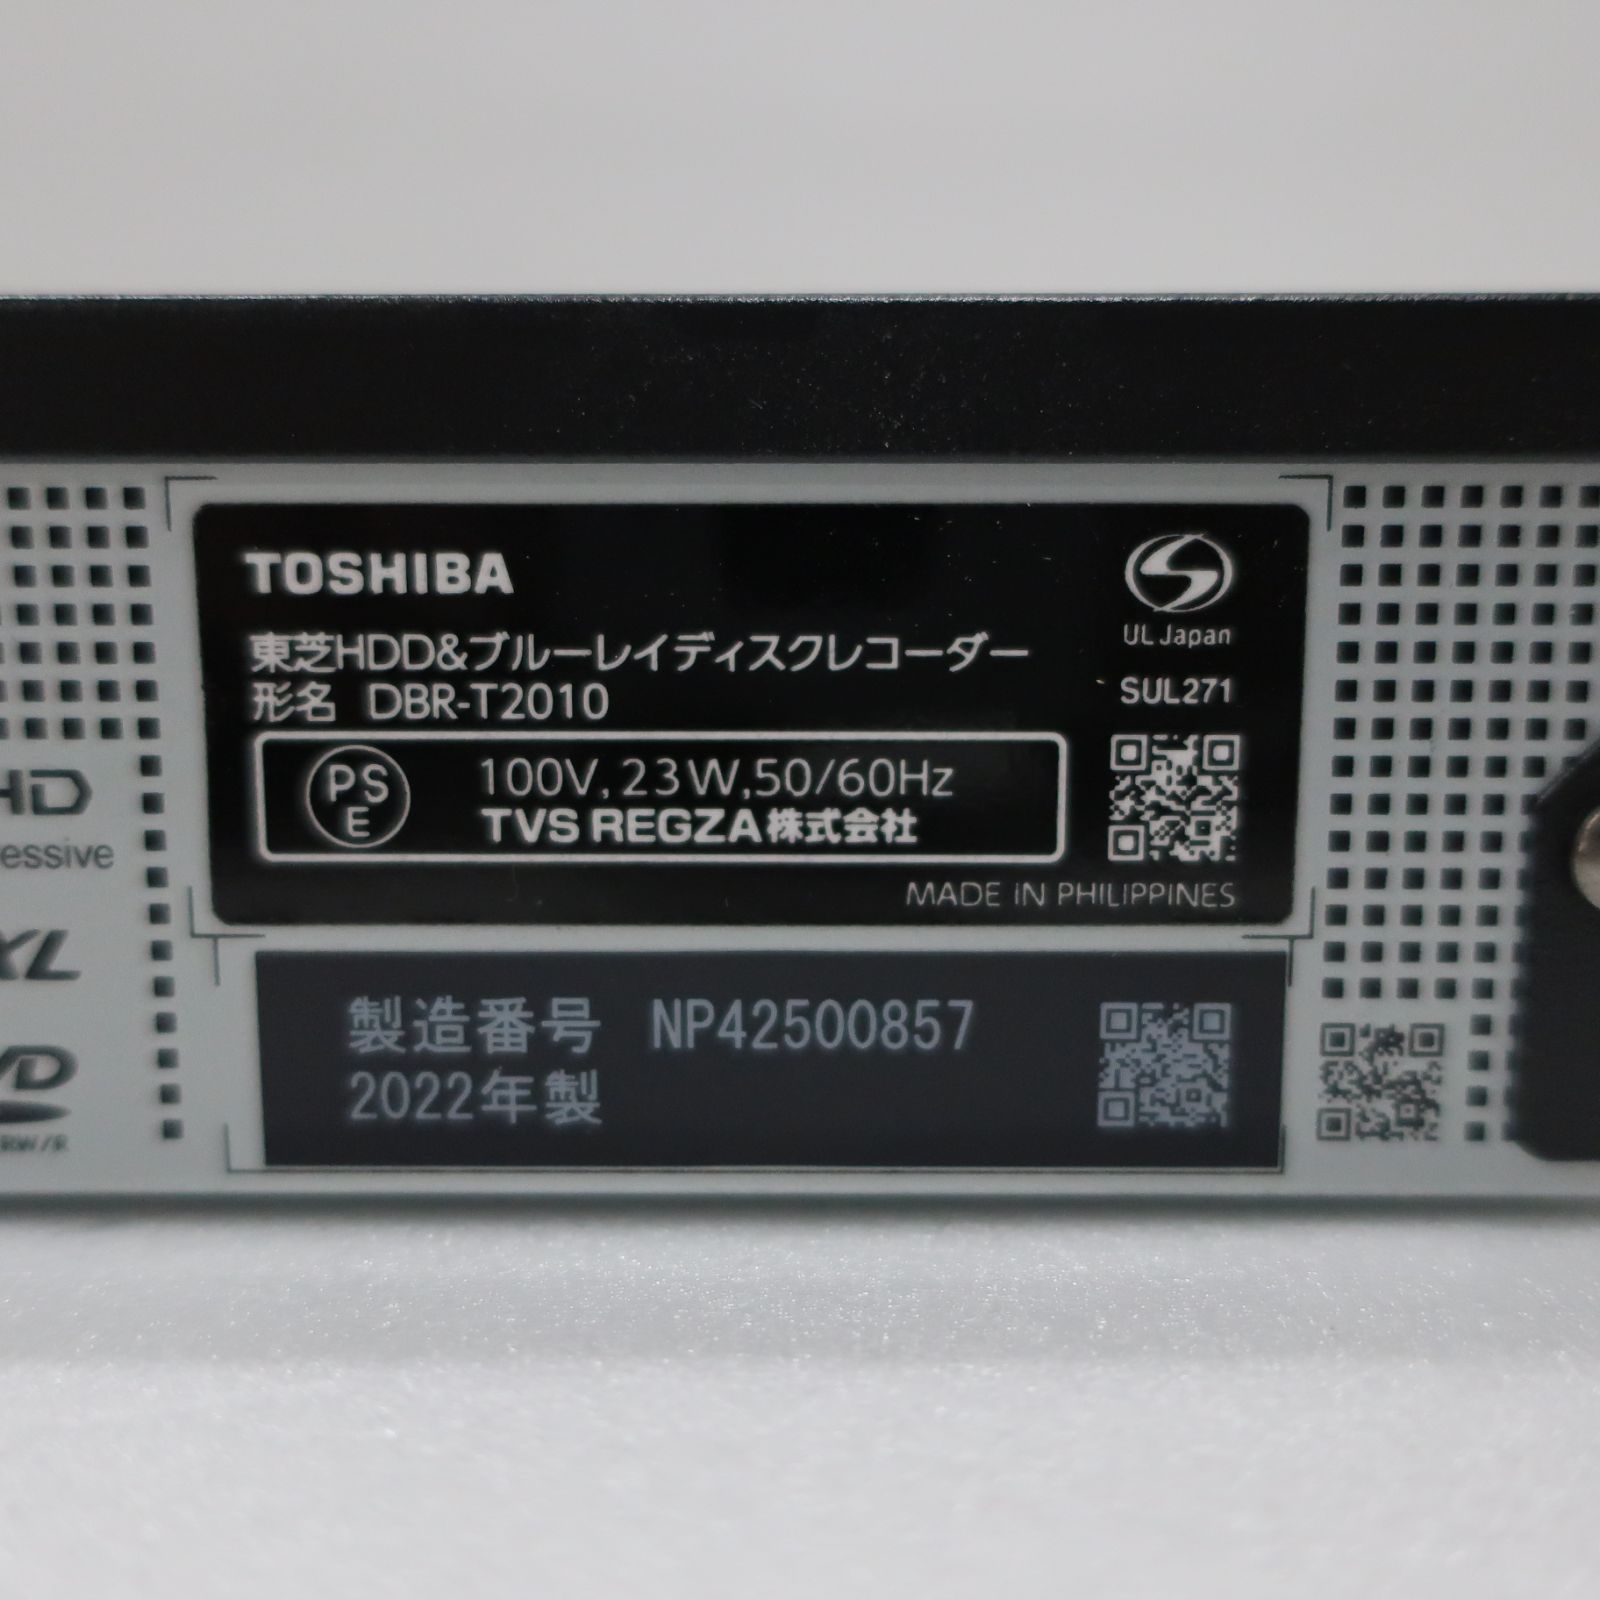 TOSHIBA
東芝HDD&ブルーレイディスクレコーダー
形名 DBR-T2010
PS
E
100V,23W,50/60Hz
TVS REGZA株式会社
UL Japan
SUL271
MADE IN PHILIPPINES
製造番号 NP42500857
2022年製
HD
ressive
XL
VD
RW/R